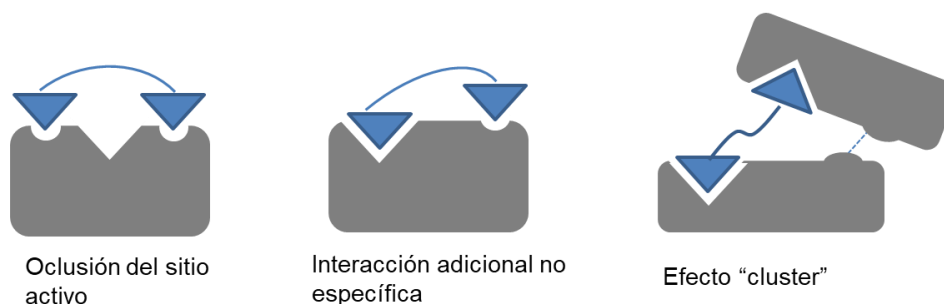 Oclusión del sitio
activo
Interacción adicional no
específica
Efecto “cluster”